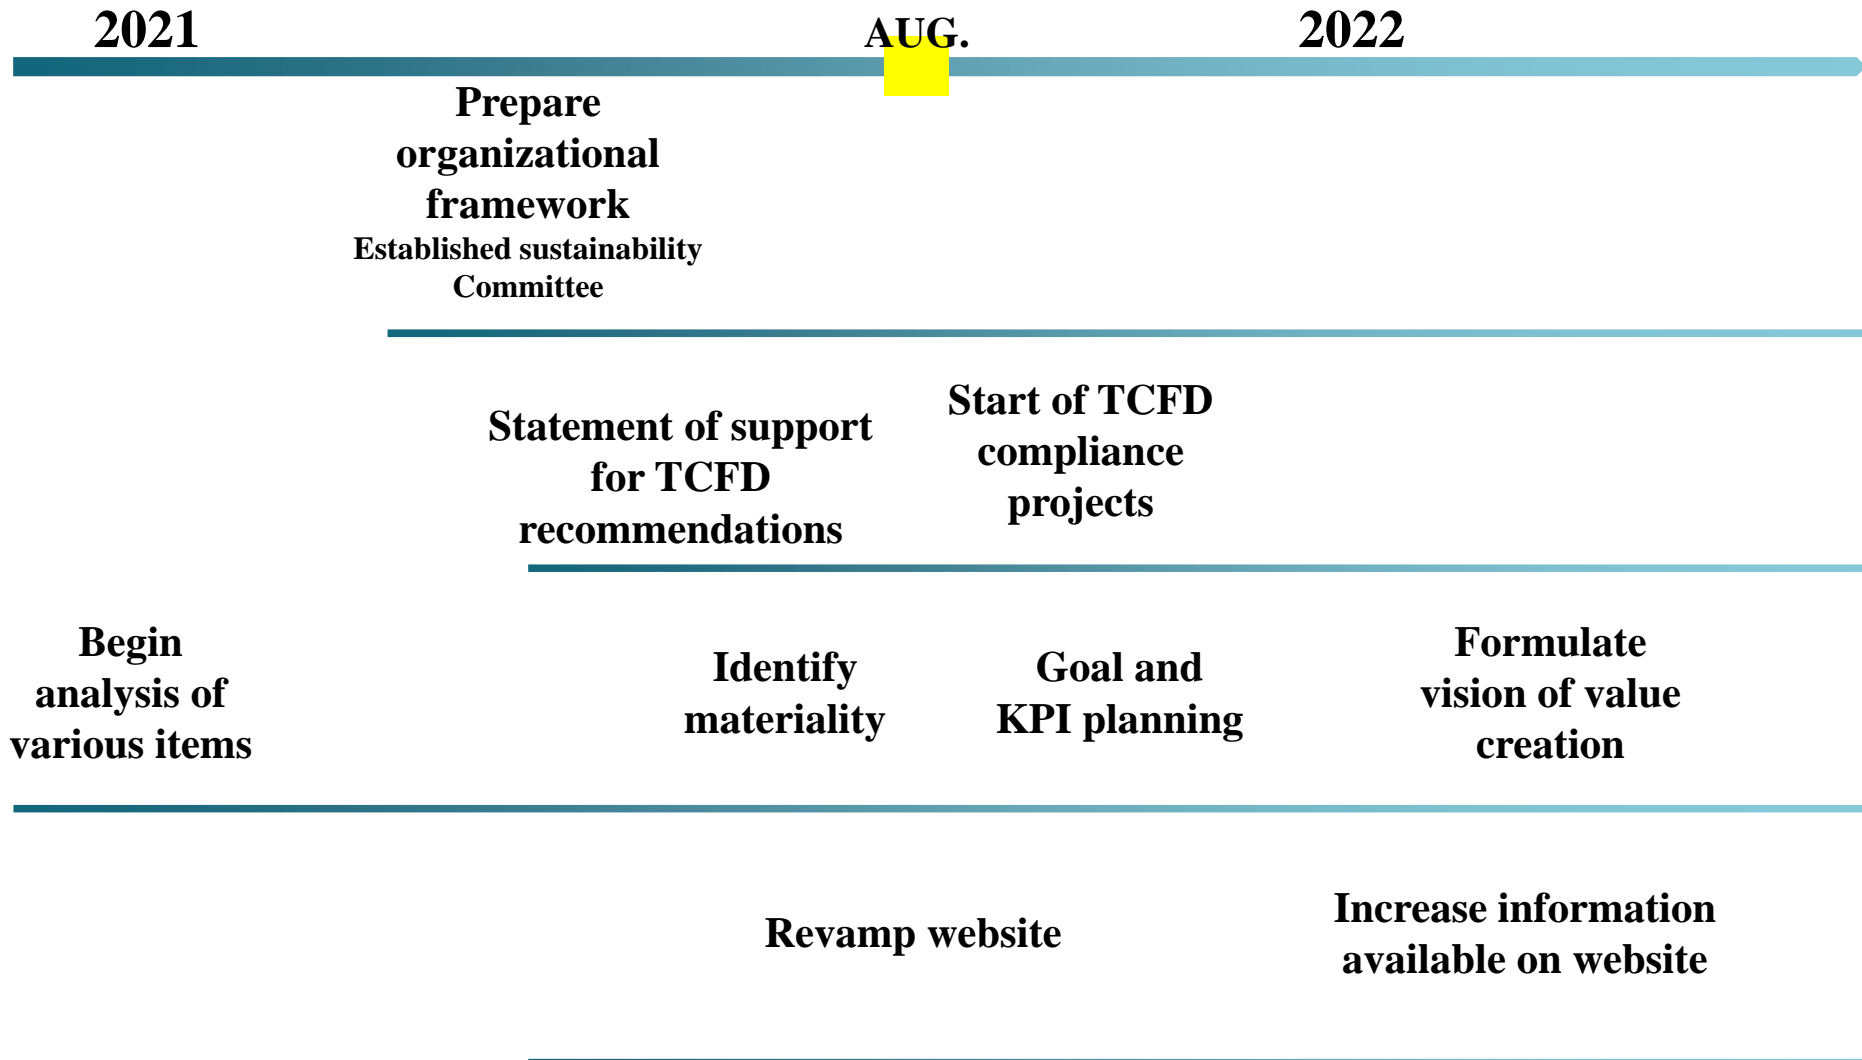 2021
AUG.
2022
Prepare
organizational
framework
Established sustainability
Committee
Statement of support
for TCFD
recommendations
Start of TCFD
compliance
projects
Begin
analysis of
various items
Identify
materiality
Goal and
KPI planning
Formulate
vision of value
creation
Revamp website
Increase information
available on website